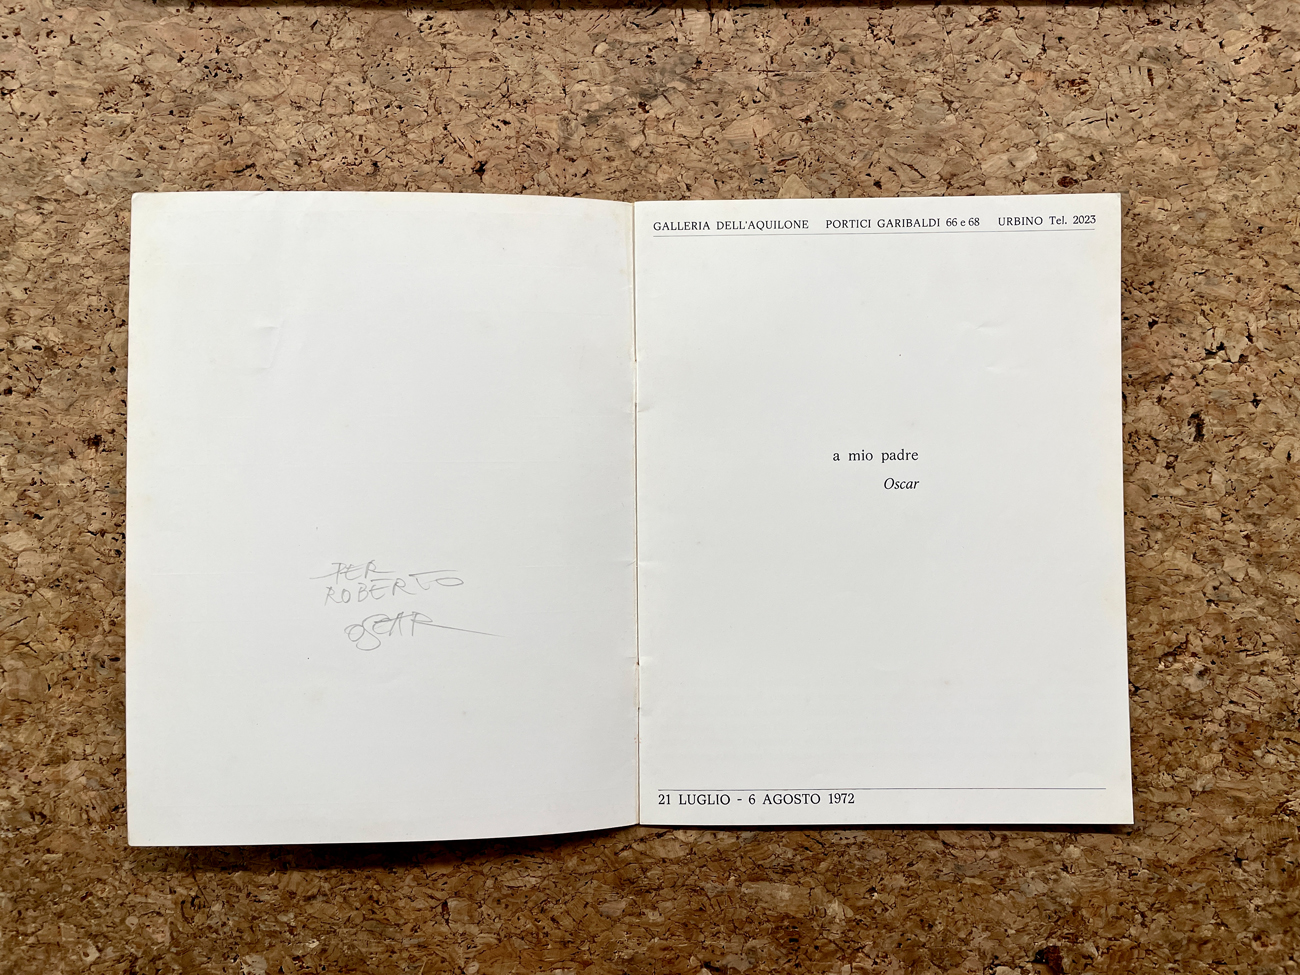 PER
ROBERTO
OSCAR
GALLERIA DELL'AQUILONE PORTICI GARIBALDI 66 e 68 URBINO Tel. 2023
a mio padre
Oscar
21 LUGLIO - 6 AGOSTO 1972